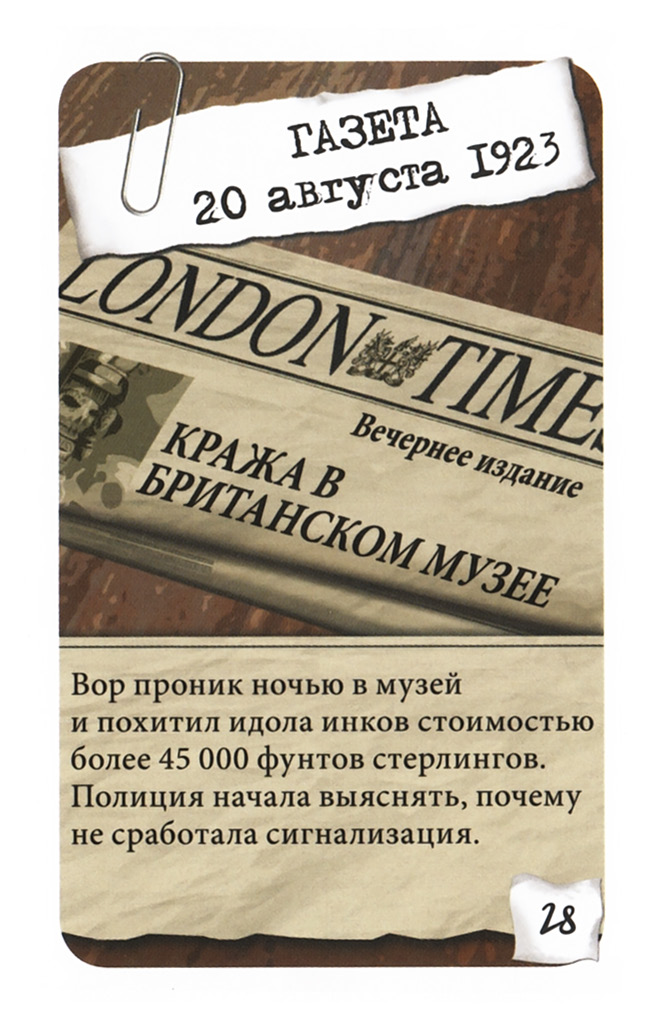 ГАЗЕТА
20 августа 1923
LONDON TIMES
Вечернее издание
КРАЖА В
БРИТАНСКОМ МУЗЕЕ
Вор проник ночью в музей
и похитил идола инков стоимостью
более 45 000 фунтов стерлингов.
Полиция начала выяснять, почему
не сработала сигнализация.
28